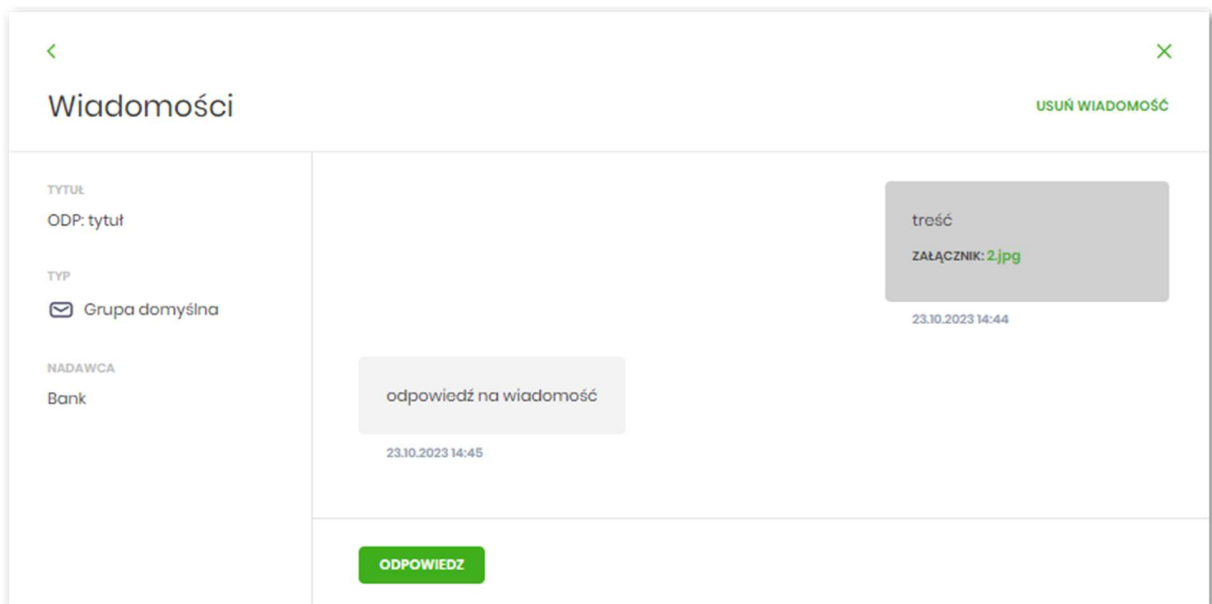 Wiadomości
USUŃ WIADOMOŚĆ
TYTUŁ
ODP: tytuł
TYP
Grupa domyślna
NADAWCA
Bank
treść
ZAŁĄCZNIK: 2.jpg
23.10.2023 14:44
odpowiedź na wiadomość
23.10.2023 14:45
ODPOWIEDZ